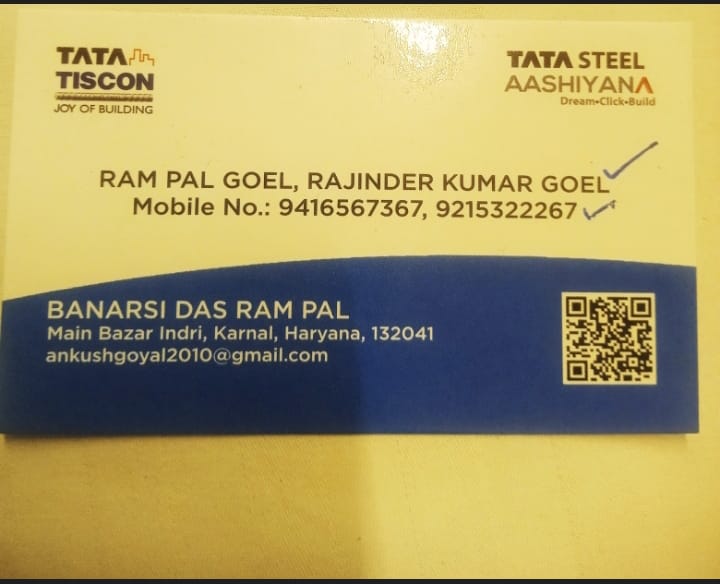 TATA
TISCON
JOY OF BUILDING
TATA STEEL
AASHIYANA
Dream•Click•Build
RAM PAL GOEL, RAJINDER KUMAR GOEL
Mobile No.: 9416567367, 9215322267
BANARSI DAS RAM PAL
Main Bazar Indri, Karnal, Haryana, 132041
ankushgoyal2010@gmail.com